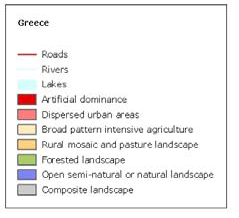 Greece
Roads
Rivers
Lakes
Artificial dominance
Dispersed urban areas
Broad pattern intensive agriculture
Rural mosaic and pasture landscape
Forested landscape
Open semi-natural or natural landscape
Composite landscape